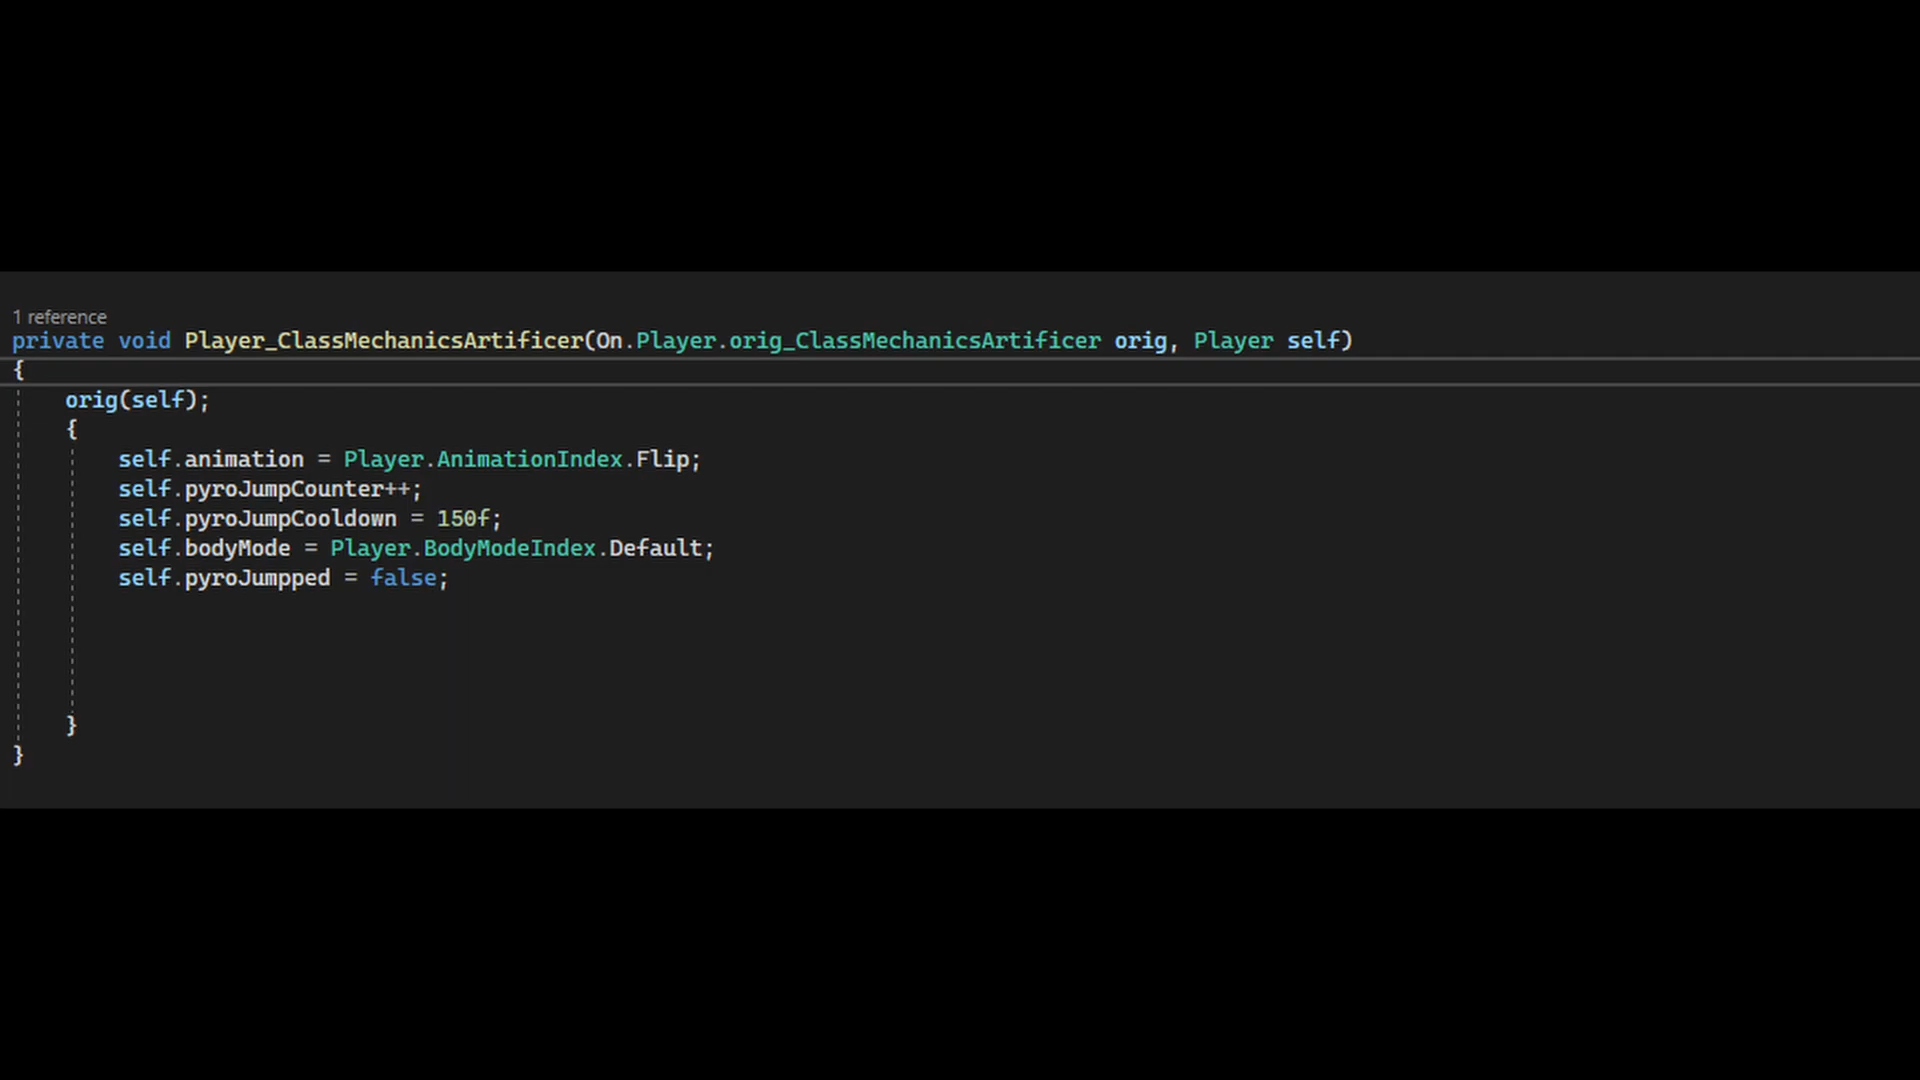 1 reference
private void Player_ClassMechanicsArtificer(On.Player.orig_ClassMechanicsArtificer orig, Player self)
{
orig(self);
{
self.animation = Player.AnimationIndex.Flip;
self.pyroJumpCounter++;
self.pyroJumpCooldown = 150f;
self.bodyMode = Player.BodyModeIndex.Default;
self.pyroJumpped = false;
}
}